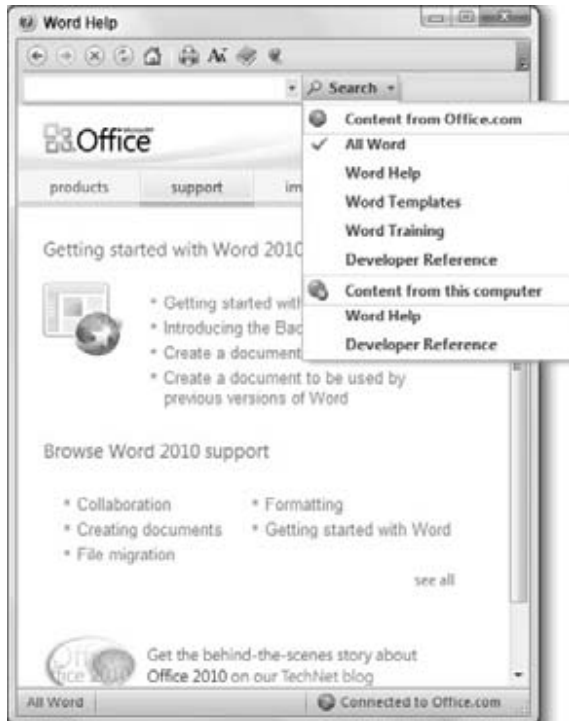 Word Help
Search
Content from Office.com
All Word
Word Help
Word Templates
Word Training
Developer Reference
Content from this computer
Word Help
Developer Reference
Office
products support im
Getting started with Word 2010
* Getting started with
* Introducing the Bac
* Create a document
* Create a document to be used by
previous versions of Word
Browse Word 2010 support
* Collaboration * Formatting
* Creating documents * Getting started with Word
* File migration
see all
Get the behind-the-scenes story about
Office 2010 on our TechNet blog
All Word Connected to Office.com